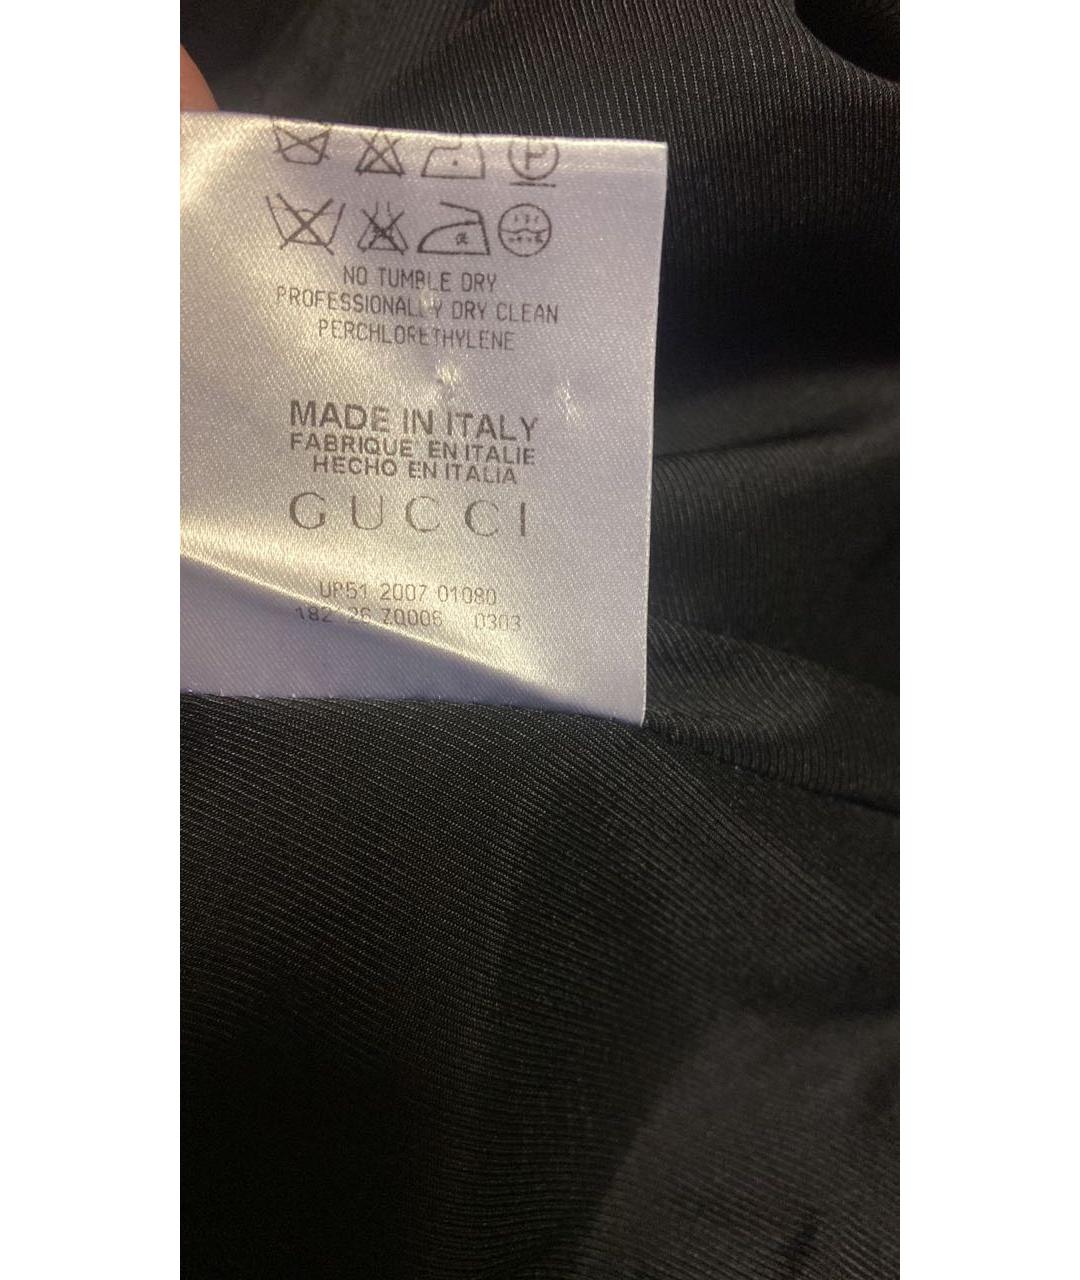 NO TUMBLE DRY
PROFESSIONALLY DRY CLEAN
PERCHLORETHYLENE
MADE IN ITALY
FABRIQUE EN ITALIE
HECHO EN ITALIA
GUCCI
UP51 2007 01080
182 26 Z0006 0303